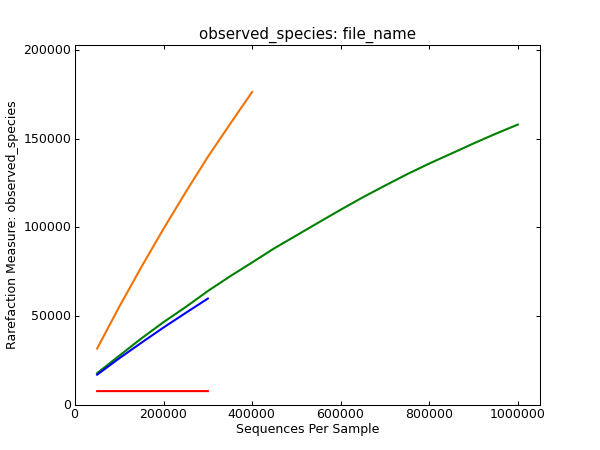 observed_species: file_name
Rarefaction Measure: observed_species
200000
150000
100000
50000
0
0 200000 400000 600000 800000 1000000
Sequences Per Sample